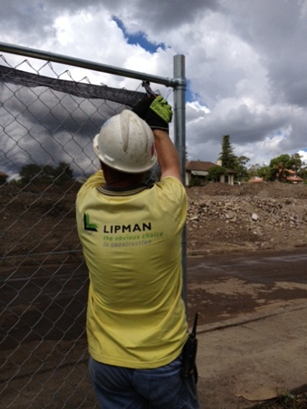 LIPMAN
the obvious choice
in construction